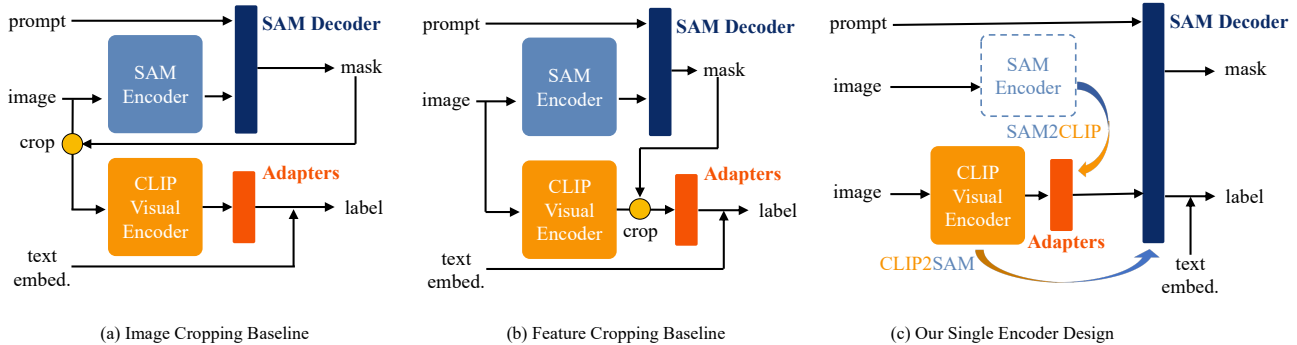 prompt
SAM Decoder
SAM
Encoder
mask
image
crop
CLIP
Visual
Encoder
Adapters
label
text
embed.
(a) Image Cropping Baseline
prompt
SAM Decoder
SAM
Encoder
mask
image
CLIP
Visual
Encoder
Adapters
crop
label
text
embed.
(b) Feature Cropping Baseline
prompt
SAM Decoder
SAM
Encoder
mask
image
SAM2CLIP
image
CLIP
Visual
Encoder
Adapters
label
CLIP2SAM
text
embed.
(c) Our Single Encoder Design